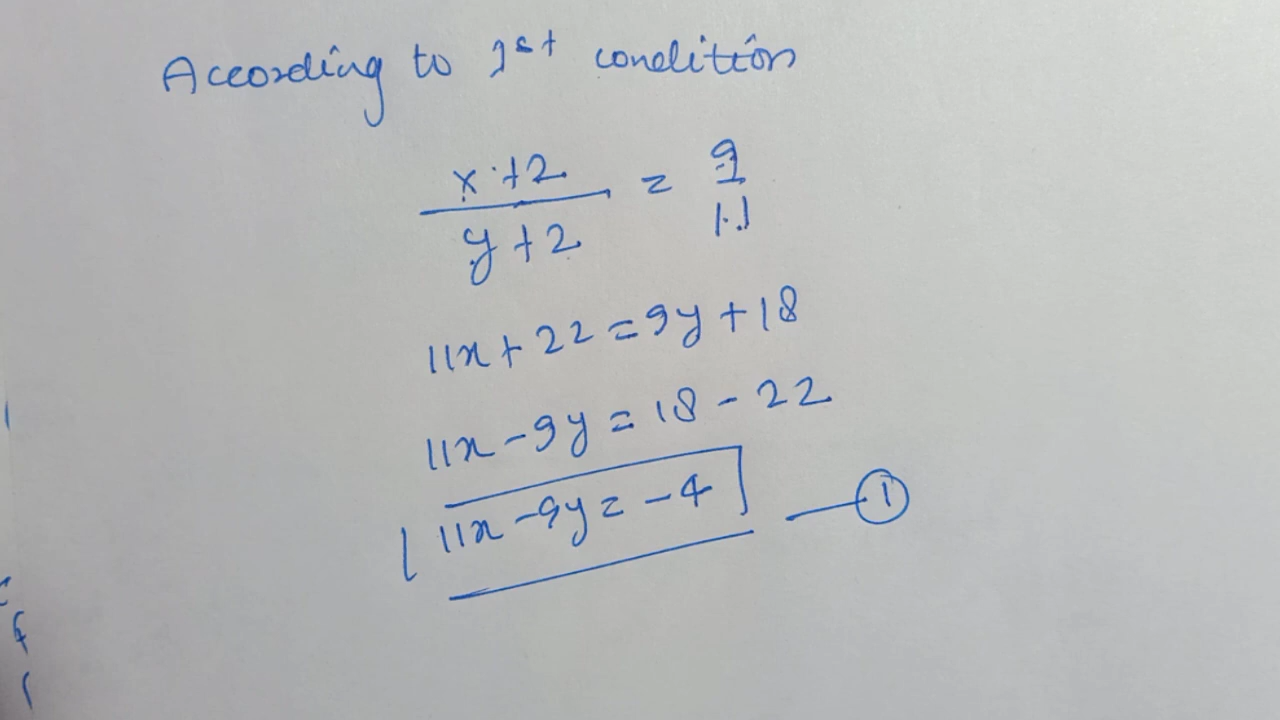 According to 1st condition
x+2
y+2
=
9
11
11x+22=9y+18
11x-9y=18-22
11x-9y=-4
1